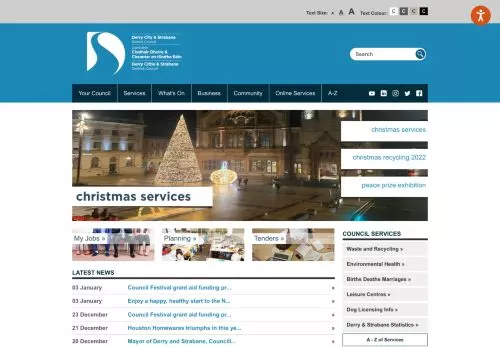 Text Size: A A A Text Colour: C C C C
Derry City & Strabane
District Council
Comhairle
Chathair Dhoire &
Cheantar an tSratha Báin
Derry Cittie & Stràbane
Destrick Cooncil
Search
Your Council Services What's On Business Community Online Services A-Z
christmas services
christmas recycling 2022
peace prize exhibition
christmas services
My Jobs » Planning » Tenders »
COUNCIL SERVICES
Waste and Recycling »
Environmental Health »
Births Deaths Marriages »
Leisure Centres »
Dog Licensing Info »
Derry & Strabane Statistics »
A - Z of Services
LATEST NEWS
03 January Council Festival grant aid funding pr... »
03 January Enjoy a happy, healthy start to the N... »
23 December Council Festival grant aid funding pr... »
21 December Houston Homewares triumphs in this ye... »
20 December Mayor of Derry and Strabane, Councill... »